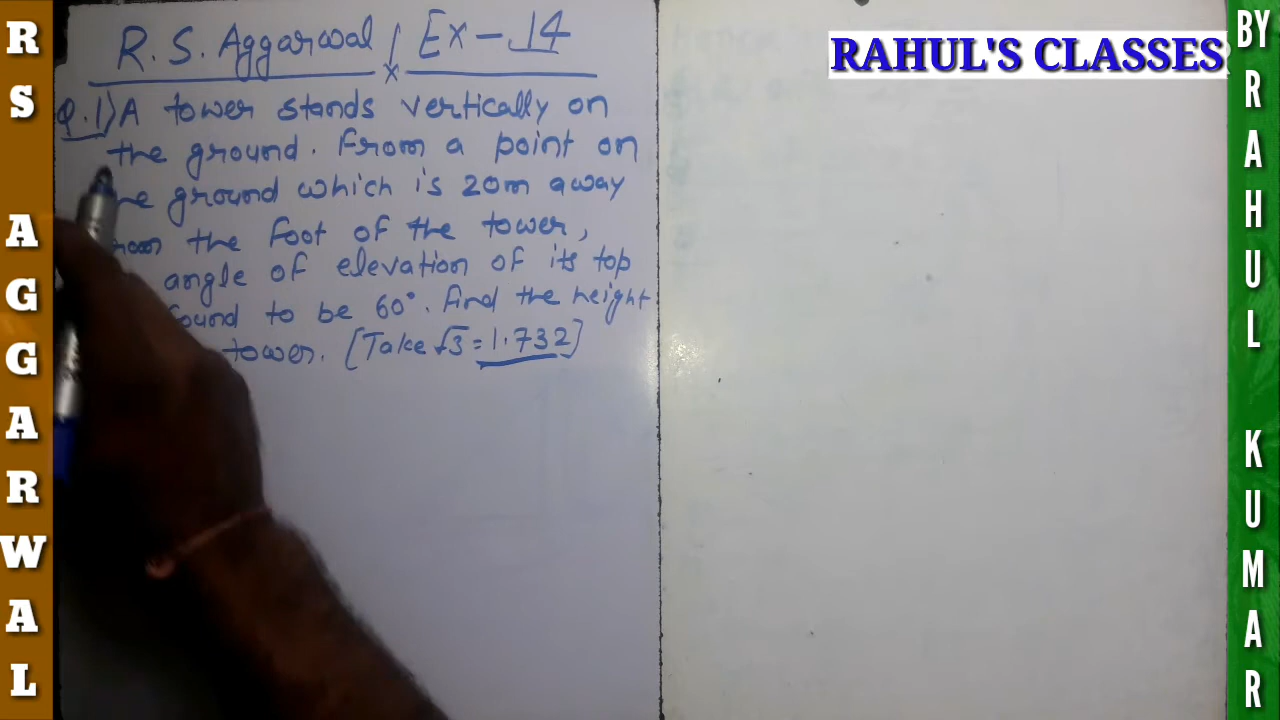 RS AGGARWAL
R. S. Aggarwal Ex - 14
Q.1) A tower stands vertically on
the ground. From a point on
ground which is 20m away
the foot of the tower,
angle of elevation of its top
found to be 60°. Find the height
tower. [Take √3 = 1.732]
RAHUL'S CLASSES
BY RAHUL KUMAR